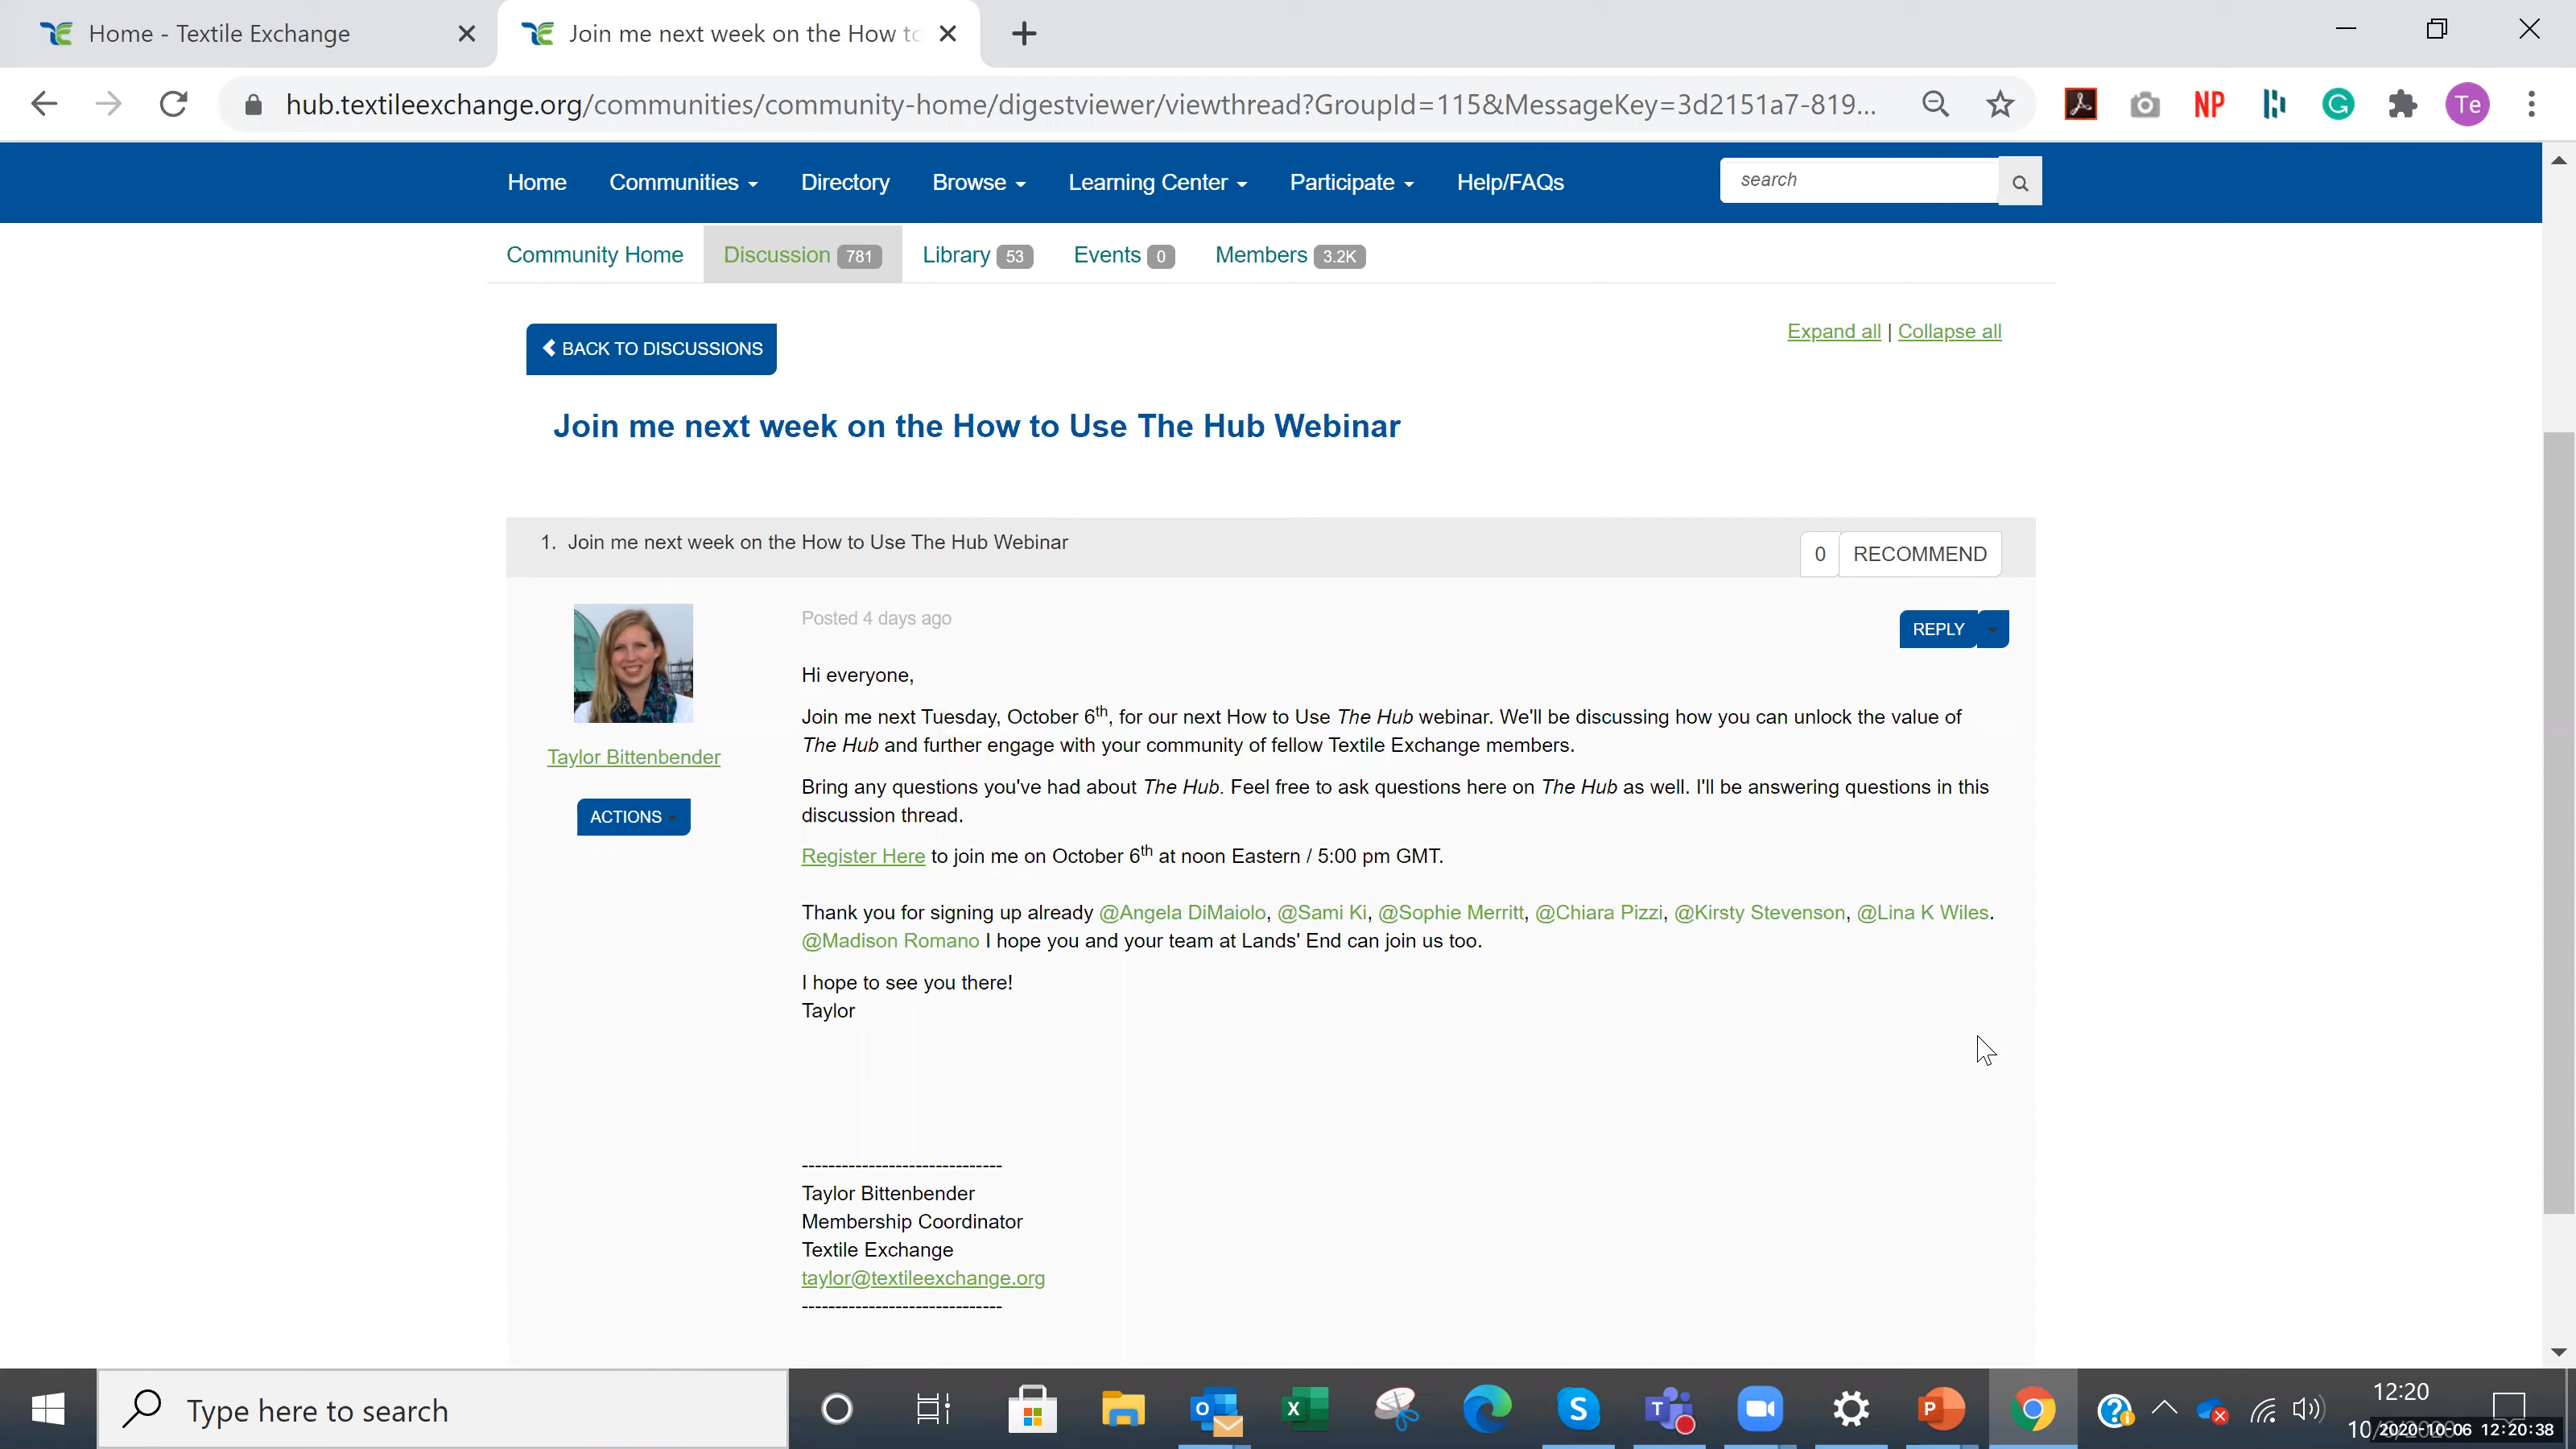 Home - Textile Exchange
Join me next week on the How to
hub.textileexchange.org/communities/community-home/digestviewer/viewthread?GroupId=115&MessageKey=3d2151a7-819...
NP
Te
Home Communities Directory Browse Learning Center Participate Help/FAQs search
Community Home Discussion 781 Library 53 Events 0 Members 3.2K
BACK TO DISCUSSIONS
Expand all | Collapse all
Join me next week on the How to Use The Hub Webinar
1. Join me next week on the How to Use The Hub Webinar
0 RECOMMEND
Posted 4 days ago
REPLY
Hi everyone,
Join me next Tuesday, October 6th, for our next How to Use The Hub webinar. We'll be discussing how you can unlock the value of
The Hub and further engage with your community of fellow Textile Exchange members.
Taylor Bittenbender
ACTIONS
Bring any questions you've had about The Hub. Feel free to ask questions here on The Hub as well. I'll be answering questions in this
discussion thread.
Register Here to join me on October 6th at noon Eastern / 5:00 pm GMT.
Thank you for signing up already @Angela DiMaiolo, @Sami Ki, @Sophie Merritt, @Chiara Pizzi, @Kirsty Stevenson, @Lina K Wiles.
@Madison Romano I hope you and your team at Lands' End can join us too.
I hope to see you there!
Taylor
------------------------------
Taylor Bittenbender
Membership Coordinator
Textile Exchange
taylor@textileexchange.org
------------------------------
Type here to search
12:20
2020-10-06 12:20:38